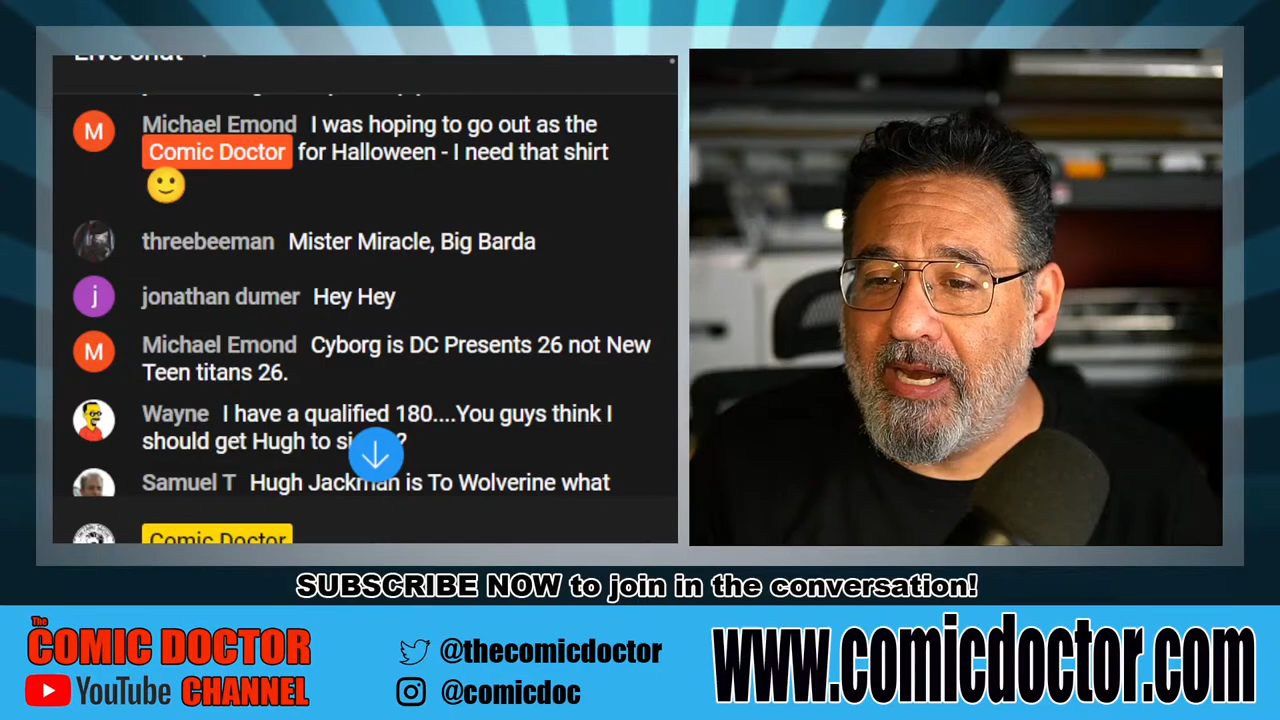 Live chat
M
Michael Emond I was hoping to go out as the
Comic Doctor for Halloween - I need that shirt
threebeeman Mister Miracle, Big Barda
j
jonathan dumer Hey Hey
M
Michael Emond Cyborg is DC Presents 26 not New
Teen titans 26.
Wayne I have a qualified 180....You guys think I
should get Hugh to ?
Samuel T Hugh Jackman is To Wolverine what
Comic Doctor
SUBSCRIBE NOW to join in the conversation!
The
COMIC DOCTOR
YouTube CHANNEL
@thecomicdoctor
@comicdoc
www.comicdoctor.com